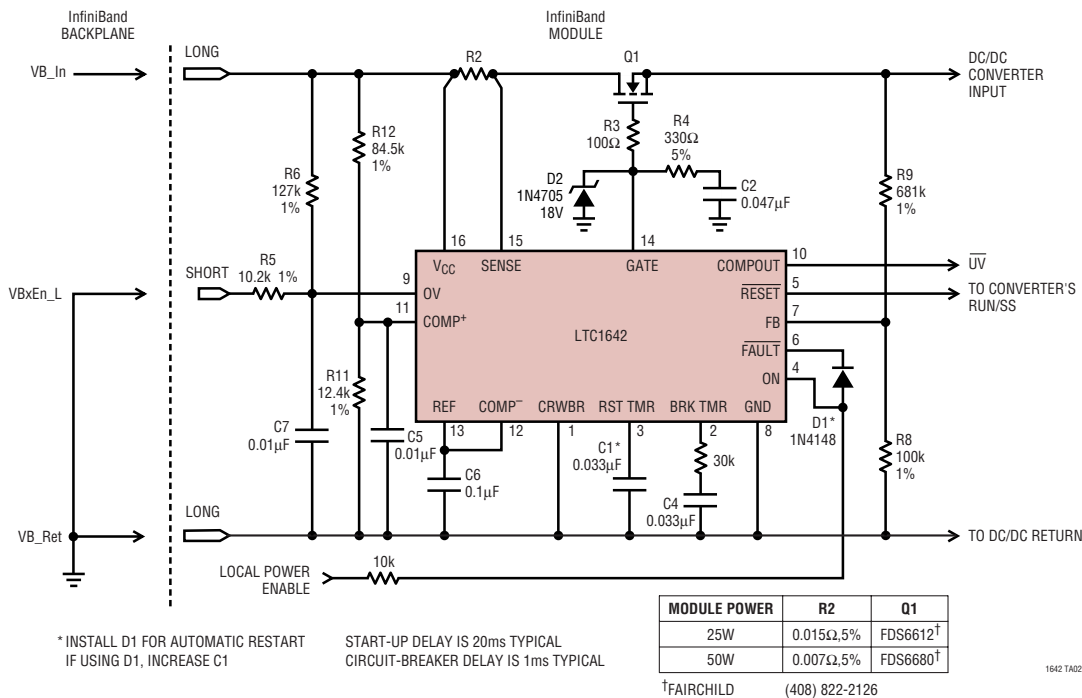 InfiniBand
BACKPLANE
InfiniBand
MODULE
VB_In
LONG
R2
Q1
DC/DC
CONVERTER
INPUT
R12
84.5k
1%
R3
100Ω
R4
330Ω
5%
R6
127k
1%
D2
1N4705
18V
C2
0.047µF
R9
681k
1%
16
15
14
VCC
SENSE
GATE
COMPOUT
10
UV
VBxEn_L
SHORT
R5
10.2k 1%
9
OV
RESET
5
TO CONVERTER'S
RUN/SS
11
COMP+
FB
7
LTC1642
FAULT
6
ON
4
R11
12.4k
1%
REF
COMP–
CRWBR
RST TMR
BRK TMR
GND
13
12
1
3
2
8
D1*
1N4148
C7
0.01µF
C5
0.01µF
C6
0.1µF
C1*
0.033µF
30k
C4
0.033µF
R8
100k
1%
VB_Ret
LONG
TO DC/DC RETURN
LOCAL POWER
ENABLE
10k
MODULE POWER R2 Q1
25W 0.015Ω,5% FDS6612†
50W 0.007Ω,5% FDS6680†
†FAIRCHILD (408) 822-2126
* INSTALL D1 FOR AUTOMATIC RESTART
IF USING D1, INCREASE C1
START-UP DELAY IS 20ms TYPICAL
CIRCUIT-BREAKER DELAY IS 1ms TYPICAL
1642 TA02